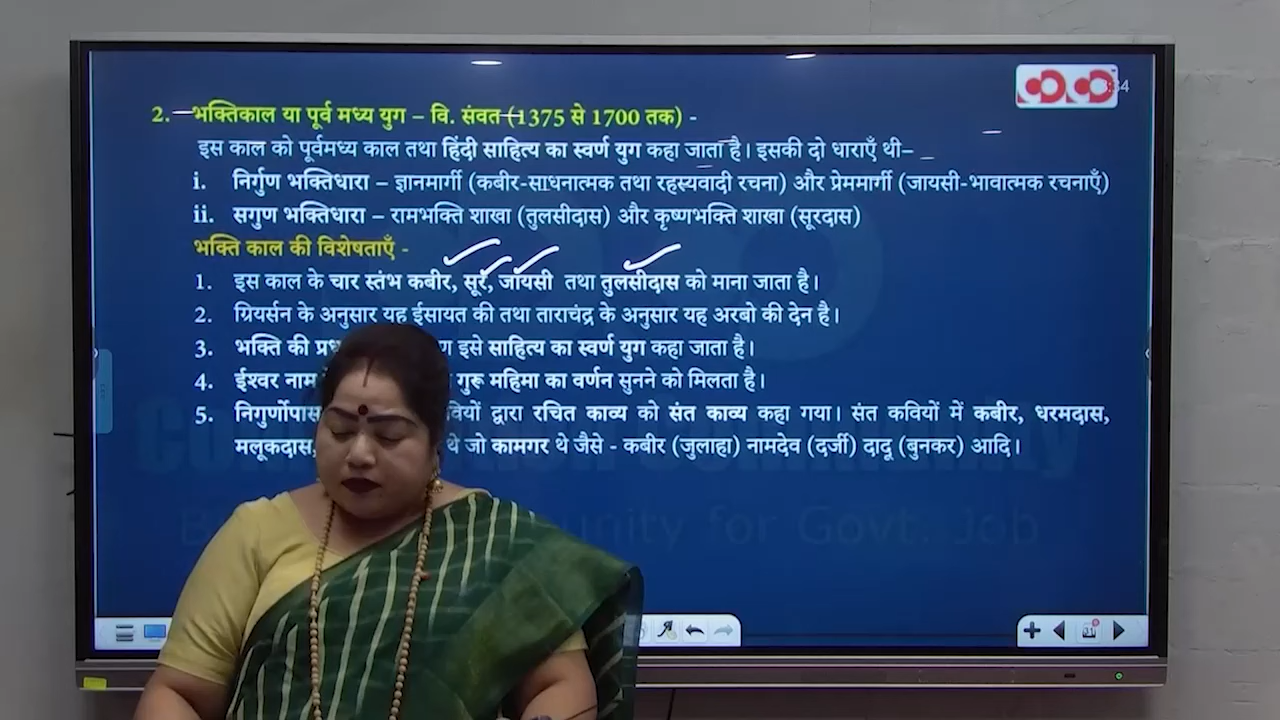 2. भक्तिकाल या पूर्व मध्य युग – वि. संवत (1375 से 1700 तक) -
इस काल को पूर्वमध्य काल तथा हिंदी साहित्य का स्वर्ण युग कहा जाता है। इसकी दो धाराएँ थी–
i. निर्गुण भक्तिधारा – ज्ञानमार्गी (कबीर-साधनात्मक तथा रहस्यवादी रचना) और प्रेममार्गी (जायसी-भावात्मक रचनाएँ)
ii. सगुण भक्तिधारा – रामभक्ति शाखा (तुलसीदास) और कृष्णभक्ति शाखा (सूरदास)
भक्ति काल की विशेषताएँ -
1. इस काल के चार स्तंभ कबीर, सूर, जायसी तथा तुलसीदास को माना जाता है।
2. ग्रियर्सन के अनुसार यह ईसायत की तथा ताराचंद्र के अनुसार यह अरबो की देन है।
3. भक्ति की इसे साहित्य का स्वर्ण युग कहा जाता है।
4. ईश्वर नाम गुरू महिमा का वर्णन सुनने को मिलता है।
5. द्वारा रचित काव्य को संत काव्य कहा गया। संत कवियों में कबीर, धरमदास,
मलूकदास, थे जो कामगर थे जैसे - कबीर (जुलाहा) नामदेव (दर्जी) दादू (बुनकर) आदि।
for Govt. Job